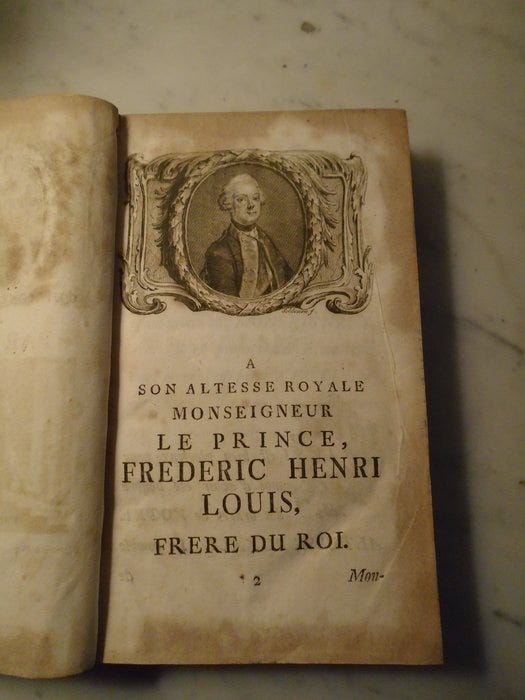 A
SON ALTESSE ROYALE
MONSEIGNEUR
LE PRINCE,
FREDERIC HENRI
LOUIS,
FRERE DU ROI.
* 2 Mon-